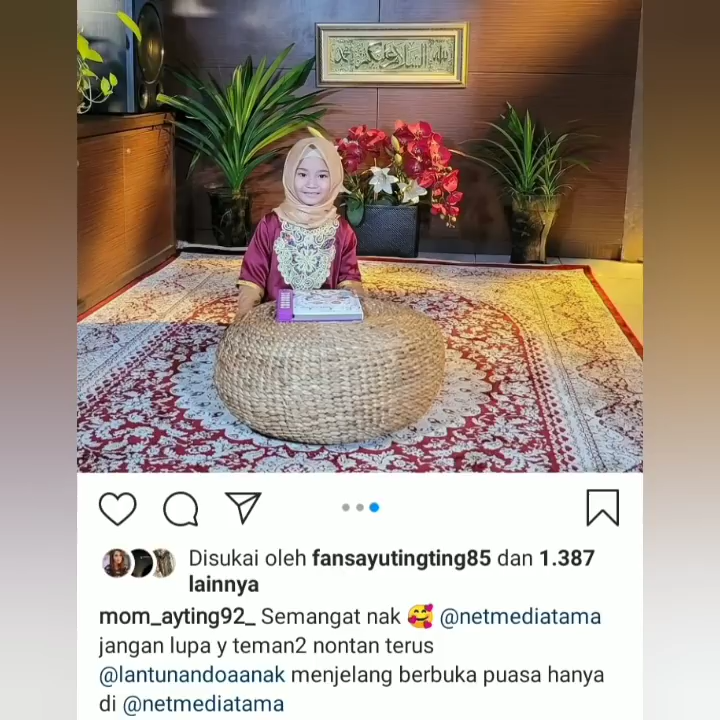 Disukai oleh fansayutingting85 dan 1.387
lainnya
mom_ayting92_ Semangat nak 🥰 @netmediatama
jangan lupa y teman2 nontan terus
@lantunandoaanak menjelang berbuka puasa hanya
di @netmediatama